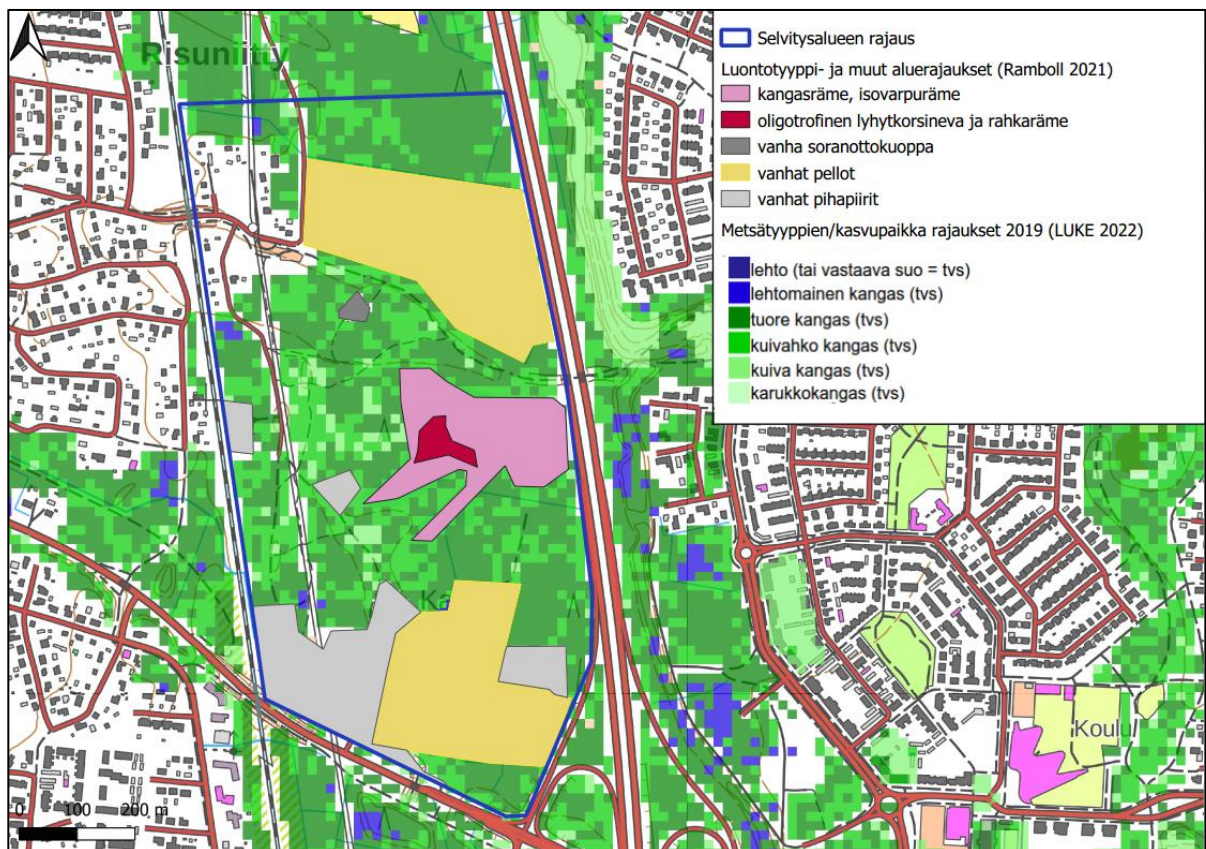 Risuniitty
Selvitysalueen rajaus
Luontotyyppi- ja muut aluerajaukset (Ramboll 2021)
kangasräme, isovarpuräme
oligotrofinen lyhytkorsineva ja rahkaräme
vanha soranottokuoppa
vanhat pellot
vanhat pihapiirit
Metsätyyppien/kasvupaikka rajaukset 2019 (LUKE 2022)
lehto (tai vastaava suo = tvs)
lehtomainen kangas (tvs)
tuore kangas (tvs)
kuivahko kangas (tvs)
kuiva kangas (tvs)
karukkokangas (tvs)
Ka
Koulu
0 100 200 m